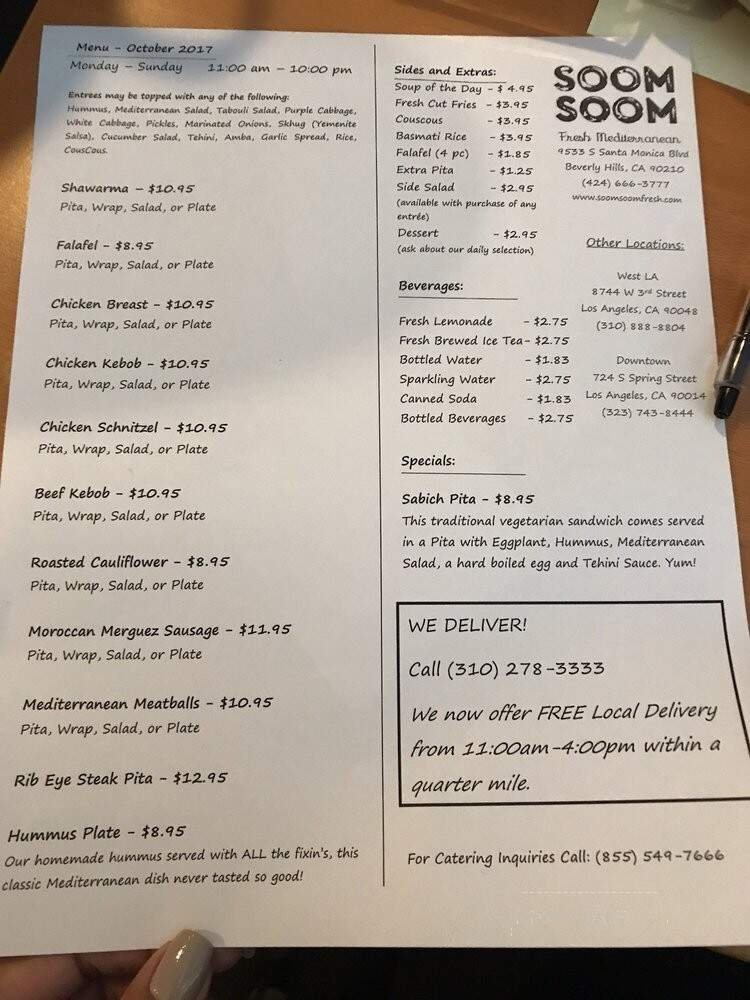 Menu - October 2017
Monday - Sunday 11:00 am - 10:00 pm
Entrees may be topped with any of the following:
Hummus, Mediterranean Salad, Tabouli Salad, Purple Cabbage,
White Cabbage, Pickles, Marinated Onions, Skhug (Yemenite
Salsa), Cucumber Salad, Tehini, Amba, Garlic Spread, Rice,
CousCous.
Shawarma - $10.95
Pita, Wrap, Salad, or Plate
Falafel - $8.95
Pita, Wrap, Salad, or Plate
Chicken Breast - $10.95
Pita, Wrap, Salad, or Plate
Chicken Kebob - $10.95
Pita, Wrap, Salad, or Plate
Chicken Schnitzel - $10.95
Pita, Wrap, Salad, or Plate
Beef Kebob - $10.95
Pita, Wrap, Salad, or Plate
Roasted Cauliflower - $8.95
Pita, Wrap, Salad, or Plate
Moroccan Merguez Sausage - $11.95
Pita, Wrap, Salad, or Plate
Mediterranean Meatballs - $10.95
Pita, Wrap, Salad, or Plate
Rib Eye Steak Pita - $12.95
Hummus Plate - $8.95
Our homemade hummus served with ALL the fixin's, this
classic Mediterranean dish never tasted so good!
Sides and Extras:
Soup of the Day - $ 4.95
Fresh Cut Fries - $3.95
Couscous - $3.95
Basmati Rice - $3.95
Falafel (4 pc) - $1.85
Extra Pita - $1.25
Side Salad - $2.95
(available with purchase of any
entrée)
Dessert - $2.95
(ask about our daily selection)
Beverages:
Fresh Lemonade - $2.75
Fresh Brewed Ice Tea- $2.75
Bottled Water - $1.83
Sparkling Water - $2.75
Canned Soda - $1.83
Bottled Beverages - $2.75
SOOM
SOOM
Fresh Mediterranean
9533 S Santa Monica Blvd
Beverly Hills, CA 90210
(424) 666-3777
www.soomsoomfresh.com
Other Locations:
West LA
8744 W 3rd Street
Los Angeles, CA 90048
(310) 888-8804
Downtown
724 S Spring Street
Los Angeles, CA 90014
(323) 743-8444
Specials:
Sabich Pita - $8.95
This traditional vegetarian sandwich comes served
in a Pita with Eggplant, Hummus, Mediterranean
Salad, a hard boiled egg and Tehini Sauce. Yum!
WE DELIVER!
Call (310) 278-3333
We now offer FREE Local Delivery
from 11:00am-4:00pm within a
quarter mile.
For Catering Inquiries Call: (855) 549-7666